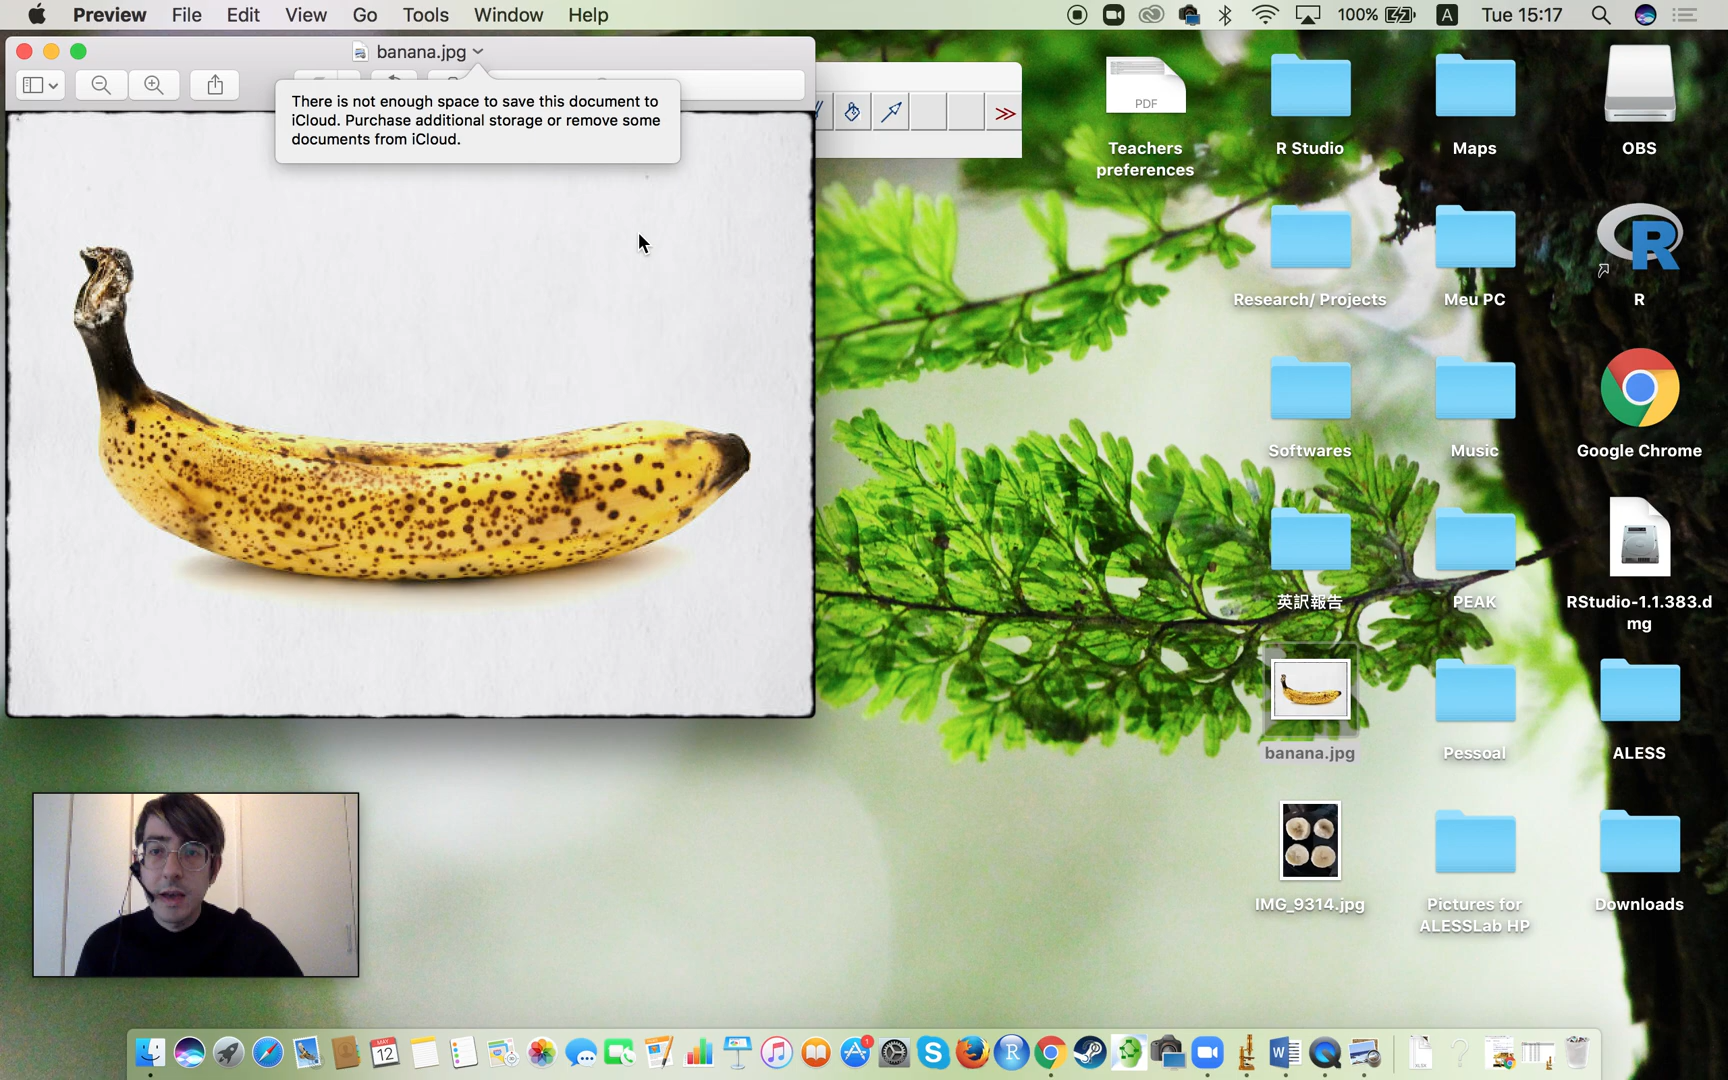 Preview File Edit View Go Tools Window Help
100% A Tue 15:17
banana.jpg
There is not enough space to save this document to
iCloud. Purchase additional storage or remove some
documents from iCloud.
PDF
Teachers
preferences
R Studio
Maps
OBS
Research/ Projects
Meu PC
R
Softwares
Music
Google Chrome
英訳報告
PEAK
RStudio-1.1.383.d
mg
banana.jpg
Pessoal
ALESS
IMG_9314.jpg
Pictures for
ALESSLab HP
Downloads
MAY
12
1